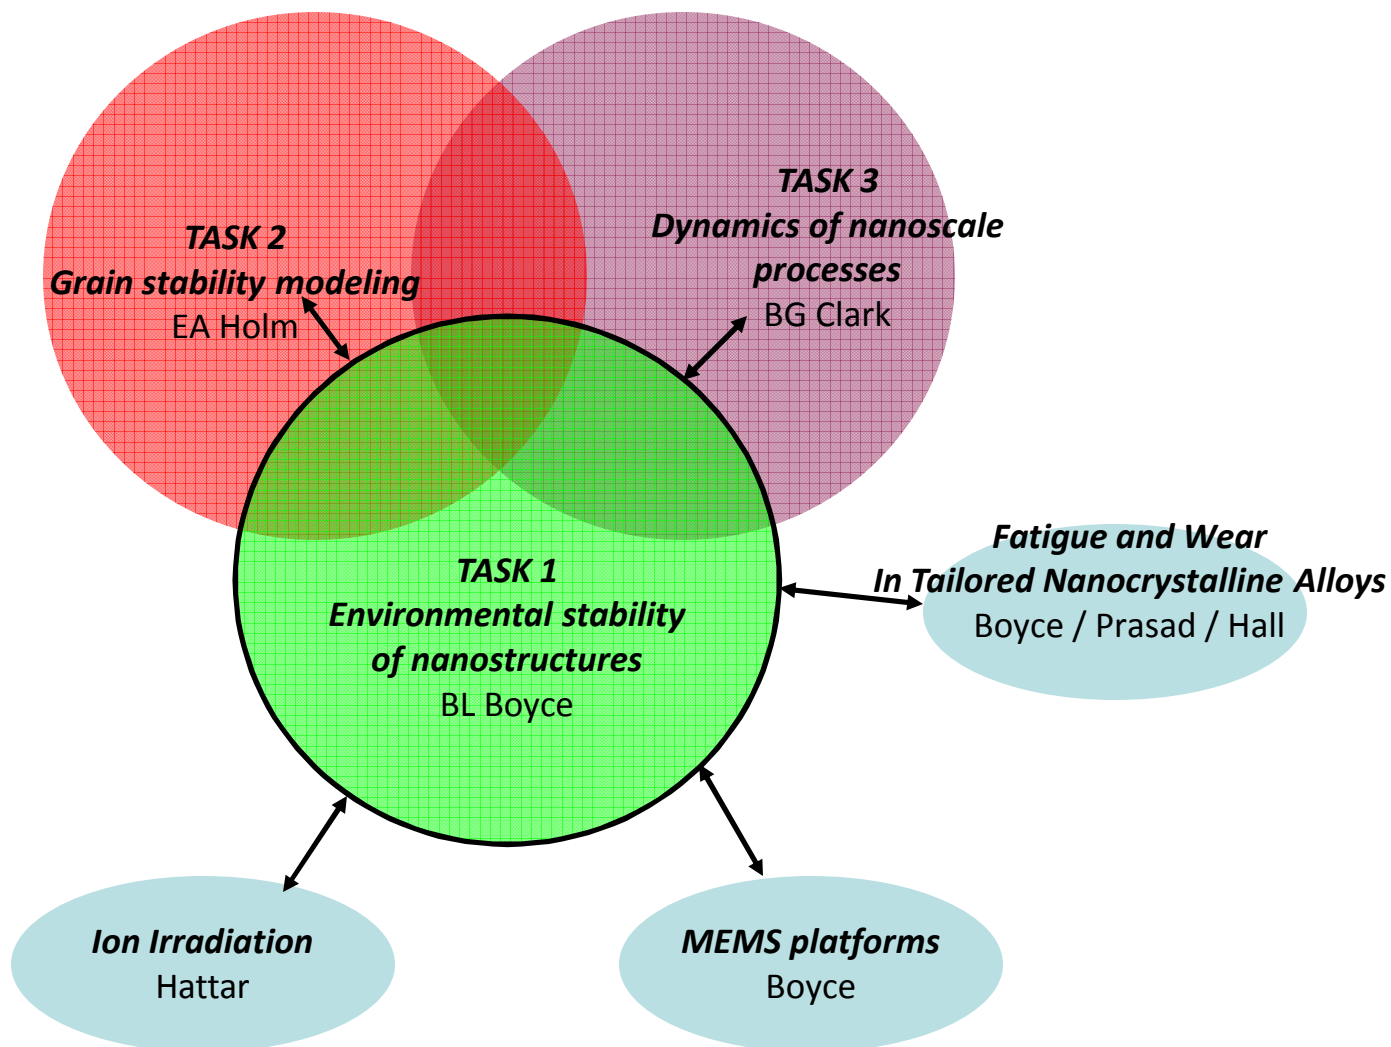 TASK 3
Dynamics of nanoscale
processes
BG Clark
TASK 2
Grain stability modeling
EA Holm
TASK 1
Environmental stability
of nanostructures
BL Boyce
Fatigue and Wear
In Tailored Nanocrystalline Alloys
Boyce / Prasad / Hall
Ion Irradiation
Hattar
MEMS platforms
Boyce